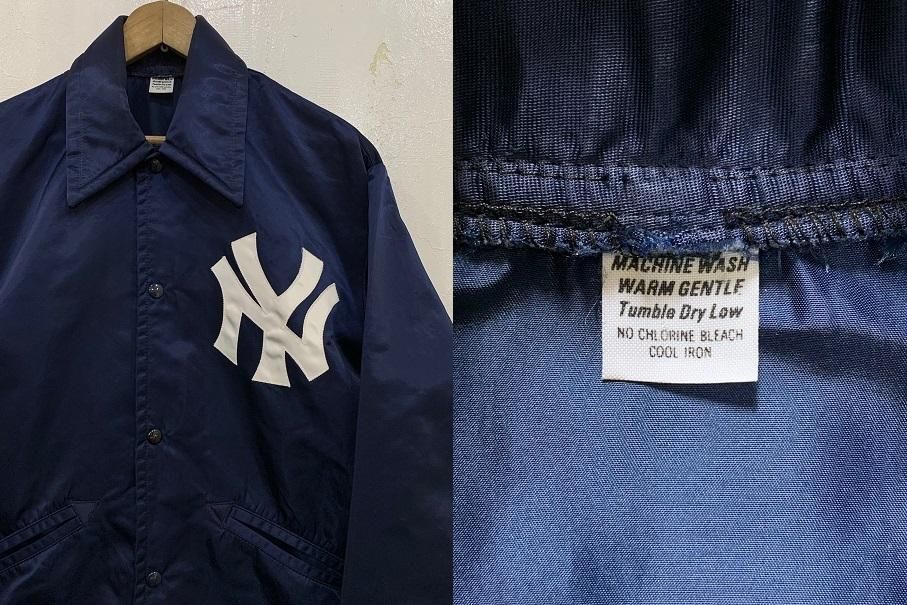 NY
MACHINE WASH
WARM GENTLE
Tumble Dry Low
NO CHLORINE BLEACH
COOL IRON